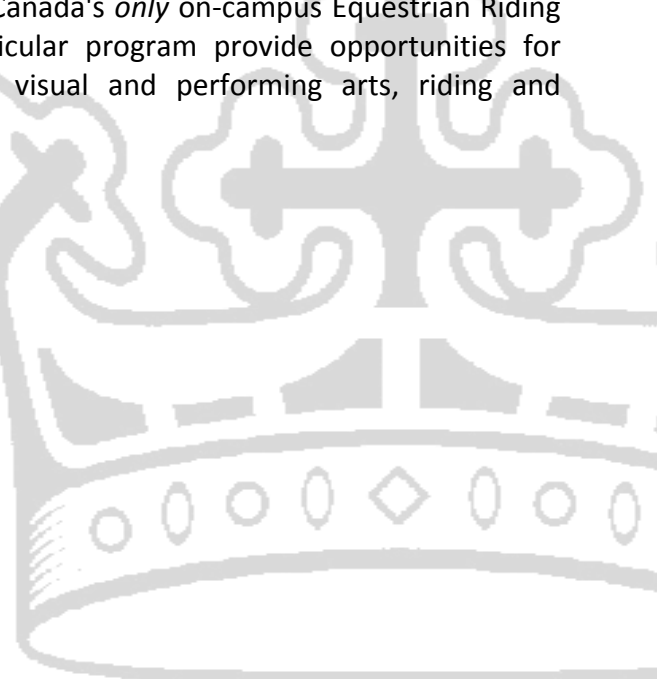 Canada's only on-campus Equestrian Riding
icular program provide opportunities for
visual and performing arts, riding and